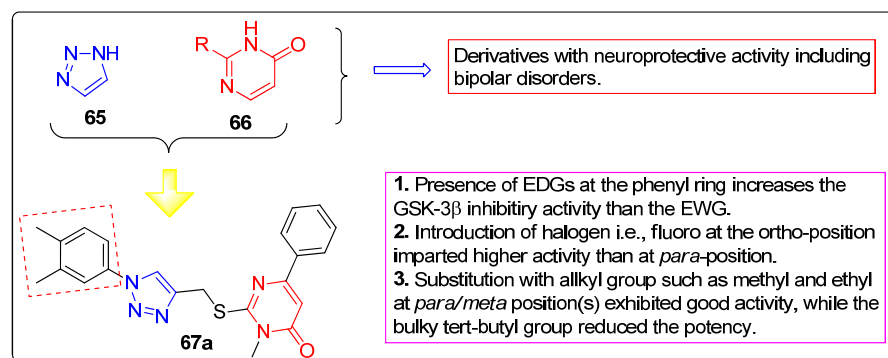 N
NH
N
65
R
H
N
O
N
66
Derivatives with neuroprotective activity including
bipolar disorders.
N
N
N
S
N
N
O
67a
1. Presence of EDGs at the phenyl ring increases the
GSK-3β inhibitiry activity than the EWG.
2. Introduction of halogen i.e., fluoro at the ortho-position
imparted higher activity than at para-position.
3. Substitution with allkyl group such as methyl and ethyl
at para/meta position(s) exhibited good activity, while the
bulky tert-butyl group reduced the potency.